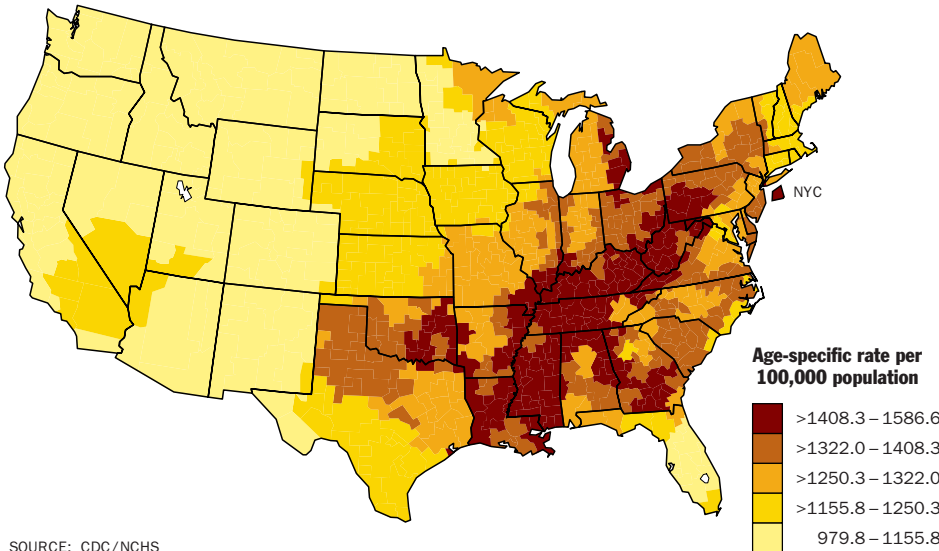 NYC
Age-specific rate per
100,000 population
>1408.3–1586.6
>1322.0–1408.3
>1250.3–1322.0
>1155.8–1250.3
979.8–1155.8
SOURCE: CDC/NCHS